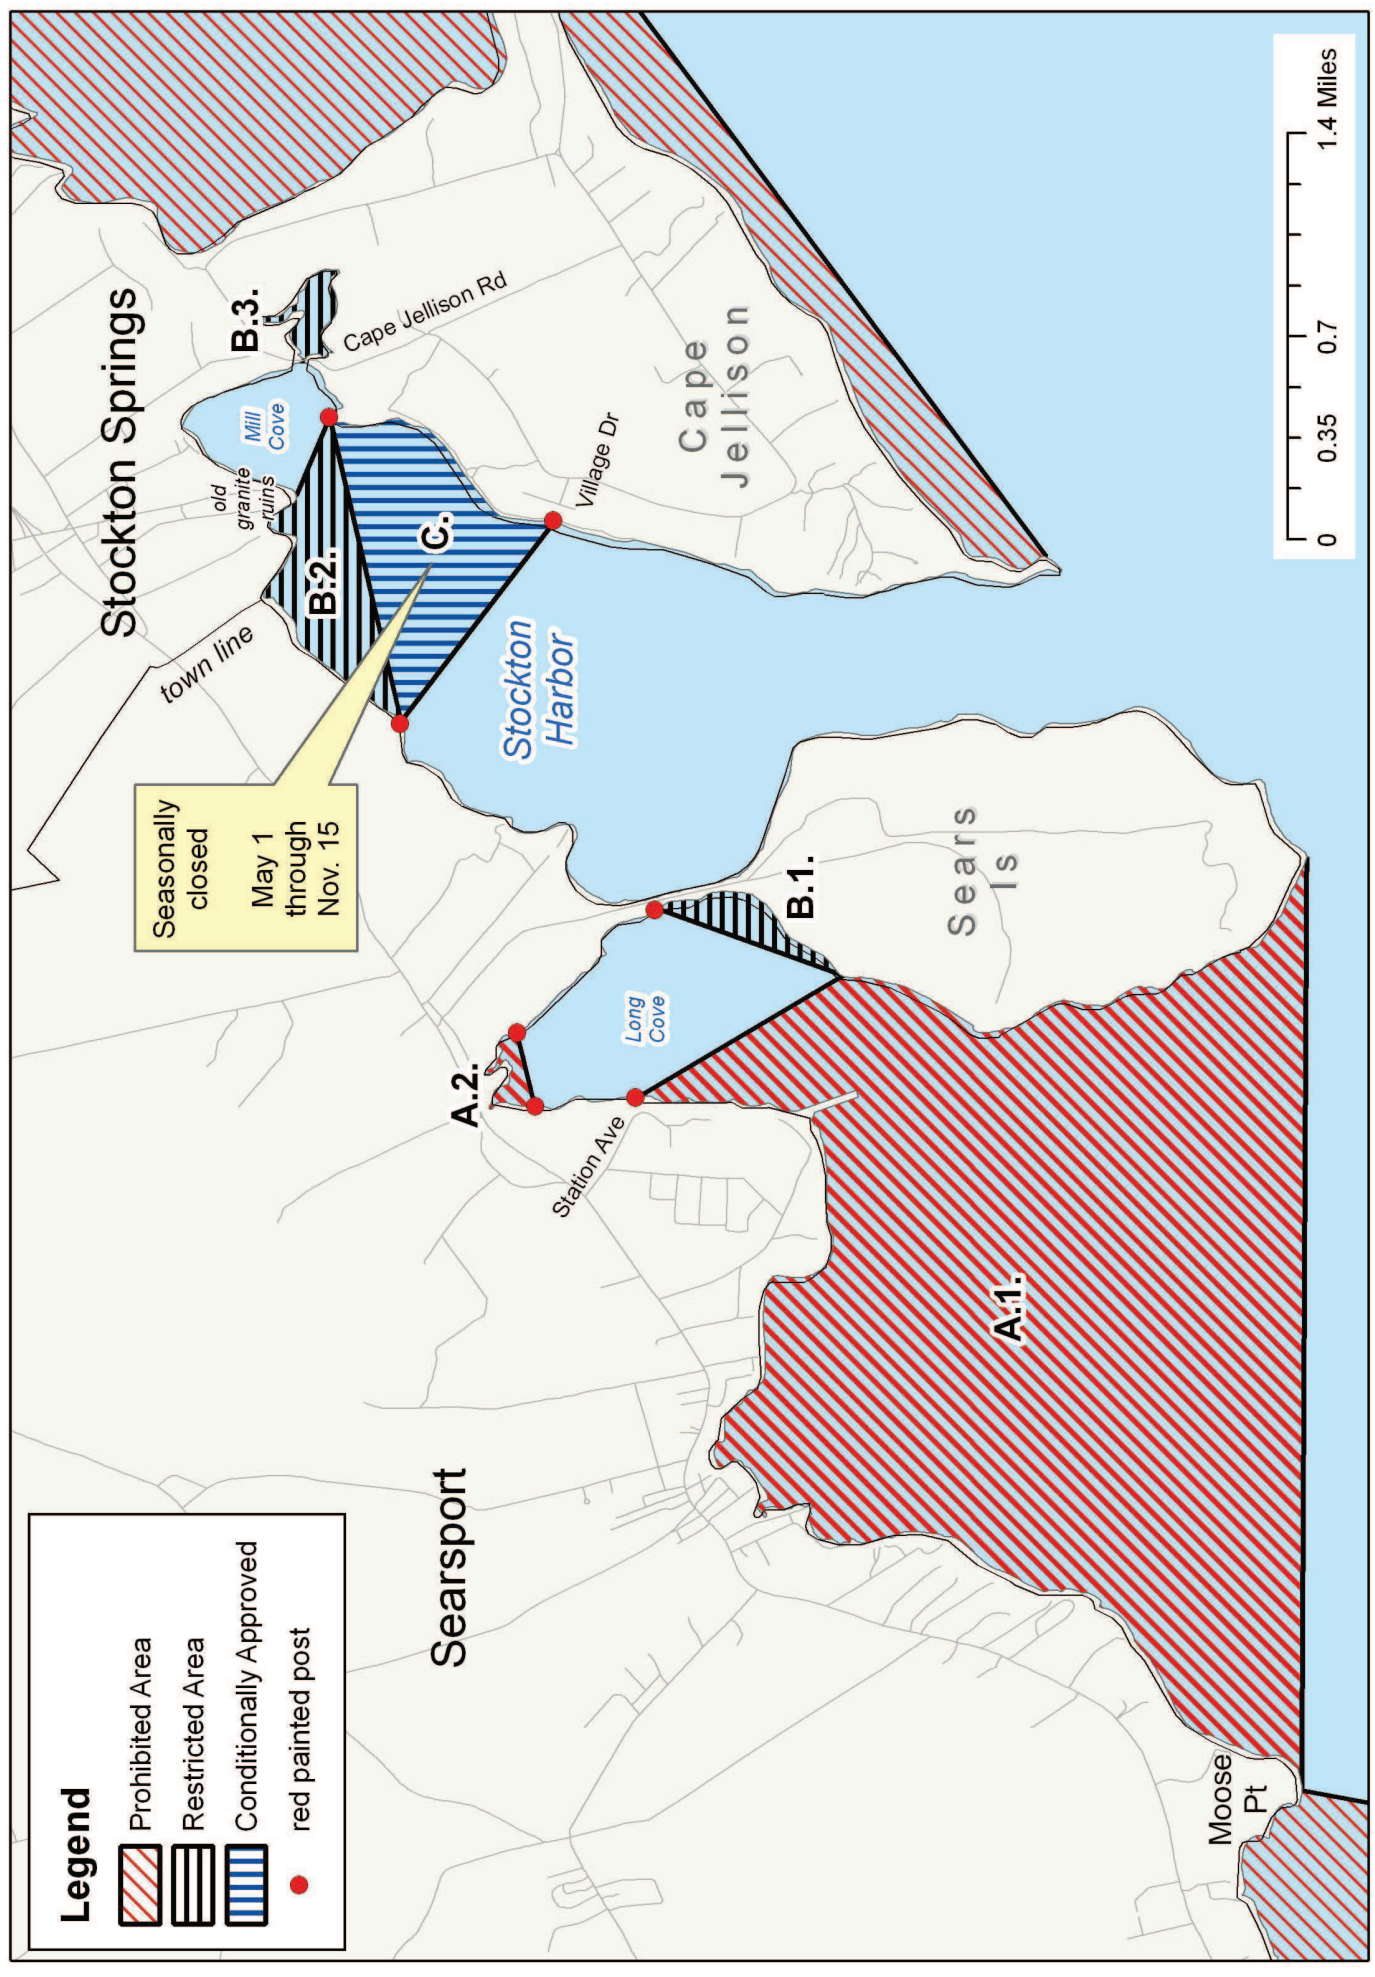 Legend
Prohibited Area
Restricted Area
Conditionally Approved
red painted post
Seasonally
closed
May 1
through
Nov. 15
Stockton Springs
town line
old
granite
ruins
Mill
Cove
B.3.
B.2.
C.
Cape Jellison Rd
Village Dr
Cape
Jellison
Stockton
Harbor
Searsport
A.2.
Station Ave
Long
Cove
B.1.
Sears
Is
A.1.
Moose
Pt
0 0.35 0.7 1.4 Miles